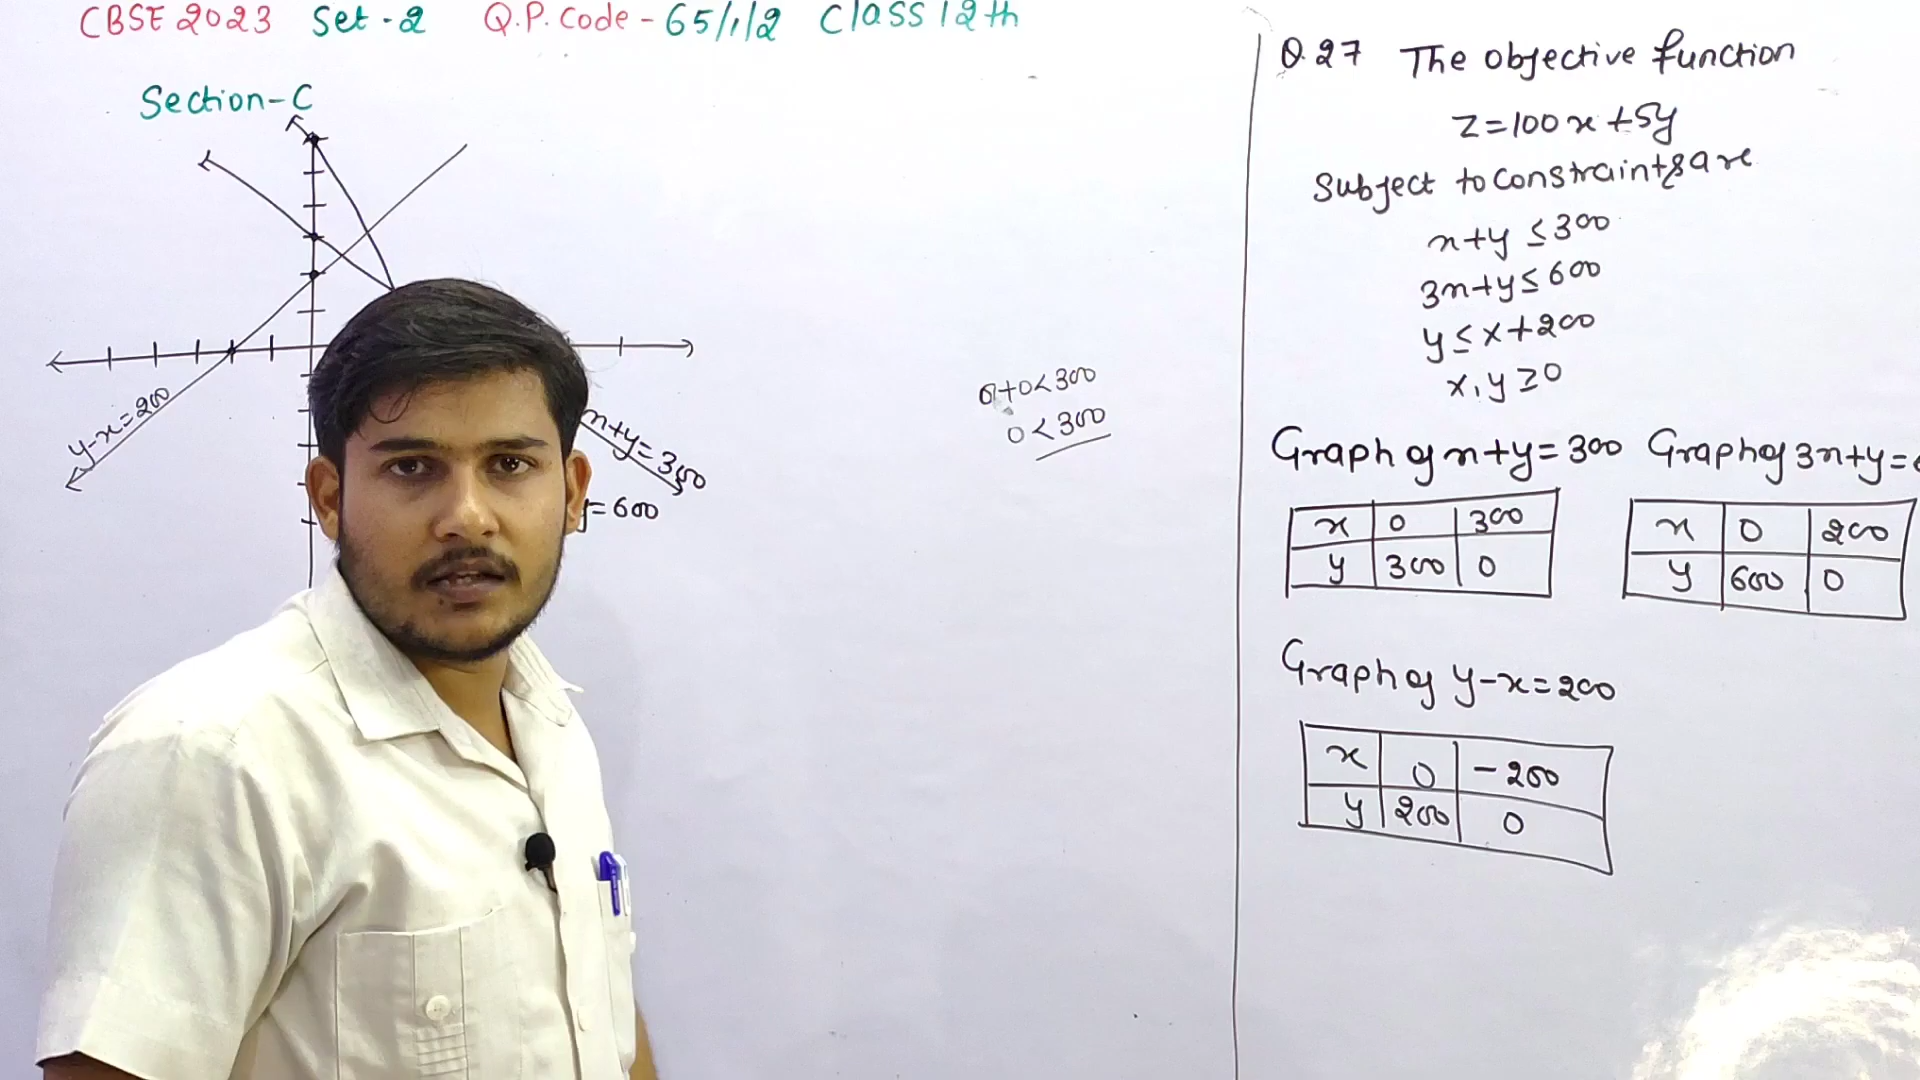 CBSE 2023 Set-2 Q.P. Code - 65/1/2 Class 12th
Section-C
y-x=200
x+y=300
y=600
0+0<300
0<300
Q.27 The objective function
Z=100x+5y
Subject to constraints are
x+y ≤300
3x+y≤600
y≤x+200
x,y≥0
Graph of x+y=300 Graph of 3x+y=
x 0 300
y 300 0
x 0 200
y 600 0
Graph of y-x=200
x 0 -200
y 200 0